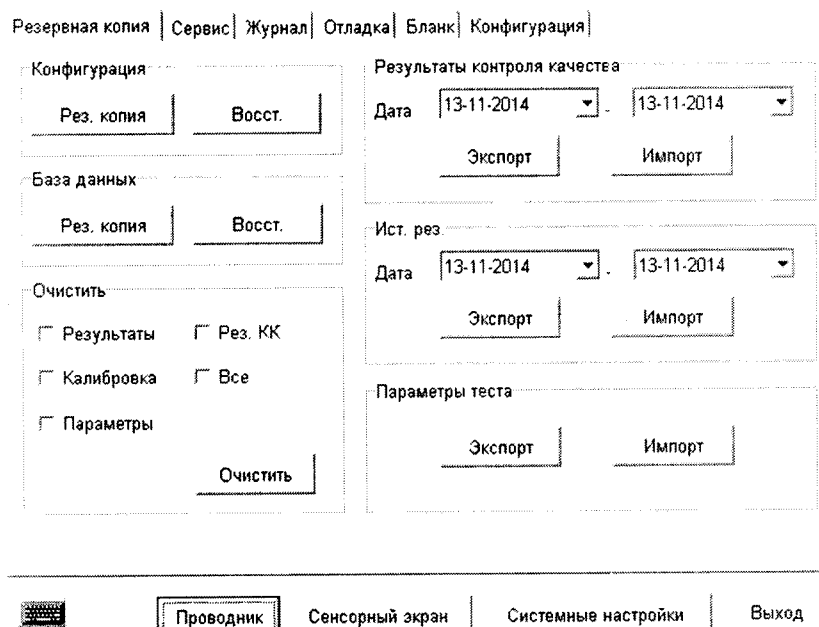 Резервная копия Сервис Журнал Отладка Бланк Конфигурация
Конфигурация
Рез. копия Восст.
База данных
Рез. копия Восст.
Очистить
Результаты Рез. КК
Калибровка Все
Параметры
Очистить
Результаты контроля качества
Дата 13-11-2014 - 13-11-2014
Экспорт Импорт
Ист. рез.
Дата 13-11-2014 - 13-11-2014
Экспорт Импорт
Параметры теста
Экспорт Импорт
Проводник Сенсорный экран Системные настройки Выход